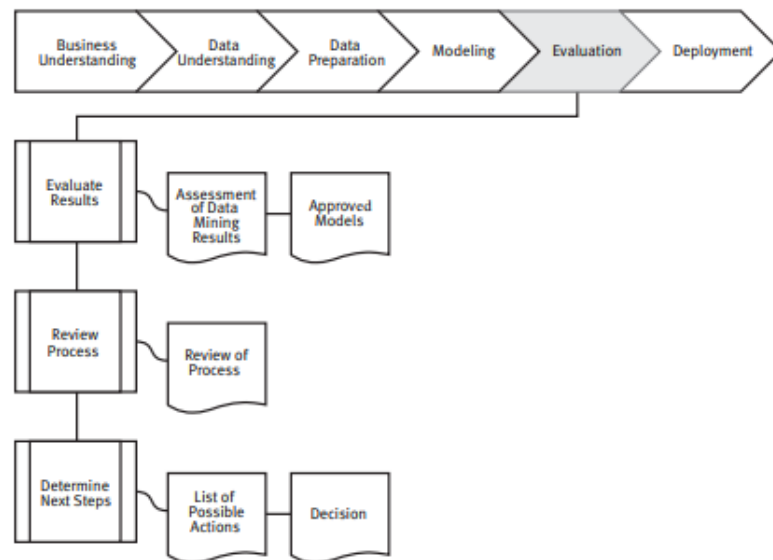 Business
Understanding
Data
Understanding
Data
Preparation
Modeling
Evaluation
Deployment
Evaluate
Results
Assessment
of Data
Mining
Results
Approved
Models
Review
Process
Review of
Process
Determine
Next Steps
List of
Possible
Actions
Decision